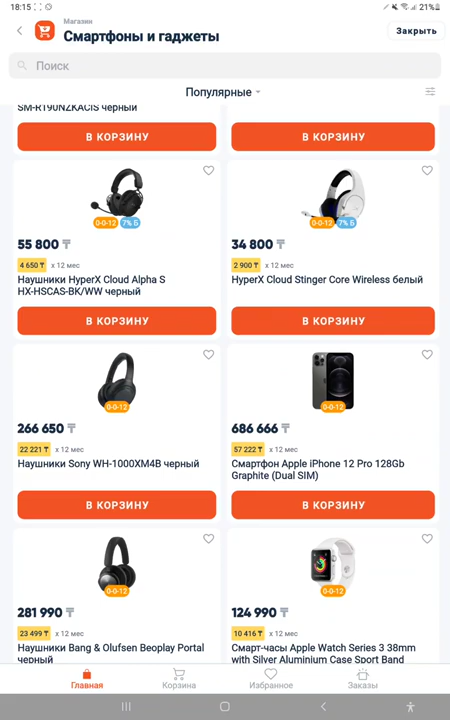 18:15
21%
Магазин
Смартфоны и гаджеты
Закрыть
Поиск
Популярные
SM-R190NZKACIS черный
В КОРЗИНУ
В КОРЗИНУ
0-0-12 7% Б
55 800 ₸
4 650 ₸ x 12 мес
Наушники HyperX Cloud Alpha S
HX-HSCAS-BK/WW черный
В КОРЗИНУ
0-0-12 7% Б
34 800 ₸
2 900 ₸ x 12 мес
HyperX Cloud Stinger Core Wireless белый
В КОРЗИНУ
0-0-12
266 650 ₸
22 221 ₸ x 12 мес
Наушники Sony WH-1000XM4B черный
В КОРЗИНУ
0-0-12
686 666 ₸
57 222 ₸ x 12 мес
Смартфон Apple iPhone 12 Pro 128Gb
Graphite (Dual SIM)
В КОРЗИНУ
0-0-12
281 990 ₸
23 499 ₸ x 12 мес
Наушники Bang & Olufsen Beoplay Portal
черный
0-0-12
124 990 ₸
10 416 ₸ x 12 мес
Смарт-часы Apple Watch Series 3 38mm
with Silver Aluminium Case Sport Band
Главная
Корзина
Избранное
Заказы